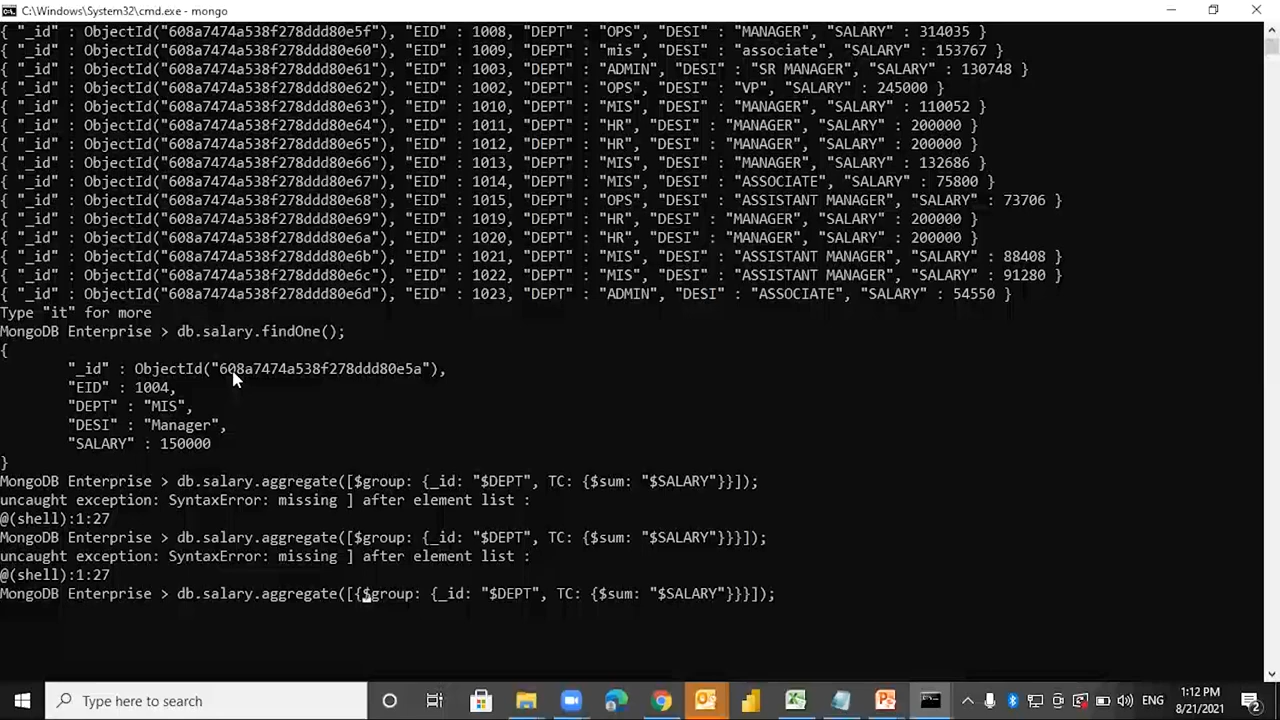 C:\Windows\System32\cmd.exe - mongo
{ "_id" : ObjectId("608a7474a538f278ddd80e5f"), "EID" : 1008, "DEPT" : "OPS", "DESI" : "MANAGER", "SALARY" : 314035 }
{ "_id" : ObjectId("608a7474a538f278ddd80e60"), "EID" : 1009, "DEPT" : "mis", "DESI" : "associate", "SALARY" : 153767 }
{ "_id" : ObjectId("608a7474a538f278ddd80e61"), "EID" : 1003, "DEPT" : "ADMIN", "DESI" : "SR MANAGER", "SALARY" : 130748 }
{ "_id" : ObjectId("608a7474a538f278ddd80e62"), "EID" : 1002, "DEPT" : "OPS", "DESI" : "VP", "SALARY" : 245000 }
{ "_id" : ObjectId("608a7474a538f278ddd80e63"), "EID" : 1010, "DEPT" : "MIS", "DESI" : "MANAGER", "SALARY" : 110052 }
{ "_id" : ObjectId("608a7474a538f278ddd80e64"), "EID" : 1011, "DEPT" : "HR", "DESI" : "MANAGER", "SALARY" : 200000 }
{ "_id" : ObjectId("608a7474a538f278ddd80e65"), "EID" : 1012, "DEPT" : "HR", "DESI" : "MANAGER", "SALARY" : 200000 }
{ "_id" : ObjectId("608a7474a538f278ddd80e66"), "EID" : 1013, "DEPT" : "MIS", "DESI" : "MANAGER", "SALARY" : 132686 }
{ "_id" : ObjectId("608a7474a538f278ddd80e67"), "EID" : 1014, "DEPT" : "MIS", "DESI" : "ASSOCIATE", "SALARY" : 75800 }
{ "_id" : ObjectId("608a7474a538f278ddd80e68"), "EID" : 1015, "DEPT" : "OPS", "DESI" : "ASSISTANT MANAGER", "SALARY" : 73706 }
{ "_id" : ObjectId("608a7474a538f278ddd80e69"), "EID" : 1019, "DEPT" : "HR", "DESI" : "MANAGER", "SALARY" : 200000 }
{ "_id" : ObjectId("608a7474a538f278ddd80e6a"), "EID" : 1020, "DEPT" : "HR", "DESI" : "MANAGER", "SALARY" : 200000 }
{ "_id" : ObjectId("608a7474a538f278ddd80e6b"), "EID" : 1021, "DEPT" : "MIS", "DESI" : "ASSISTANT MANAGER", "SALARY" : 88408 }
{ "_id" : ObjectId("608a7474a538f278ddd80e6c"), "EID" : 1022, "DEPT" : "MIS", "DESI" : "ASSISTANT MANAGER", "SALARY" : 91280 }
{ "_id" : ObjectId("608a7474a538f278ddd80e6d"), "EID" : 1023, "DEPT" : "ADMIN", "DESI" : "ASSOCIATE", "SALARY" : 54550 }
Type "it" for more
MongoDB Enterprise > db.salary.findOne();
{
"_id" : ObjectId("608a7474a538f278ddd80e5a"),
"EID" : 1004,
"DEPT" : "MIS",
"DESI" : "Manager",
"SALARY" : 150000
}
MongoDB Enterprise > db.salary.aggregate([$group: {_id: "$DEPT", TC: {$sum: "$SALARY"}}]);
uncaught exception: SyntaxError: missing ] after element list :
@(shell):1:27
MongoDB Enterprise > db.salary.aggregate([$group: {_id: "$DEPT", TC: {$sum: "$SALARY"}}}]);
uncaught exception: SyntaxError: missing ] after element list :
@(shell):1:27
MongoDB Enterprise > db.salary.aggregate([{$group: {_id: "$DEPT", TC: {$sum: "$SALARY"}}}]);
Type here to search
ENG
1:12 PM
8/21/2021
2